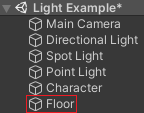 Light Example*
Main Camera
Directional Light
Spot Light
Point Light
Character
Floor